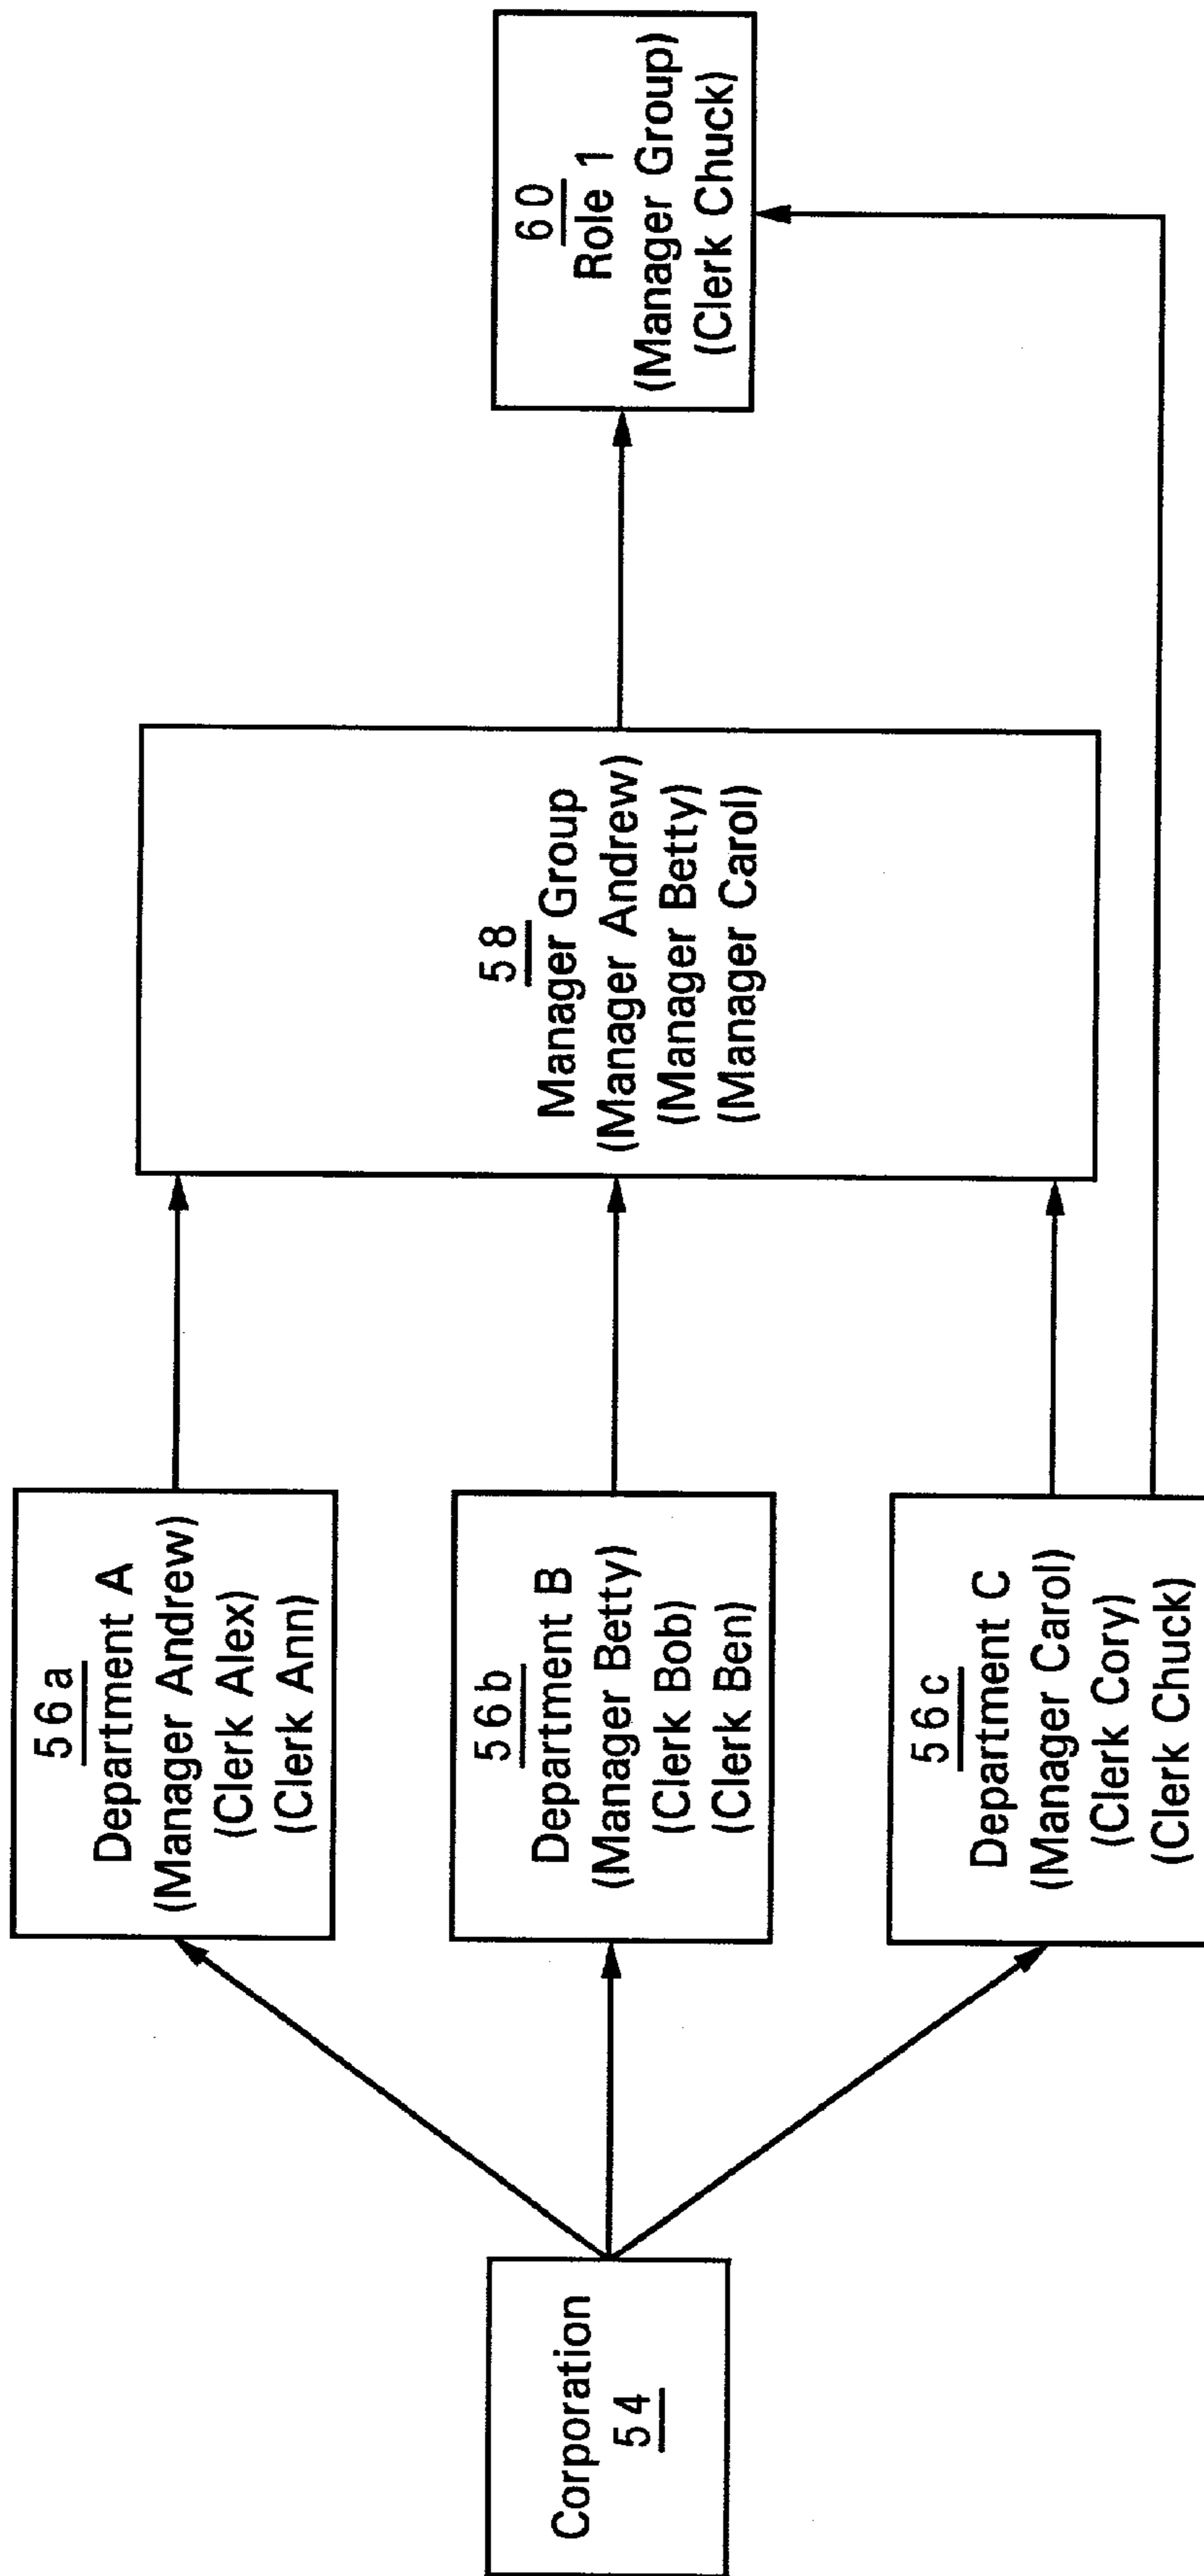 Corporation
54
56a
Department A
(Manager Andrew)
(Clerk Alex)
(Clerk Ann)
56b
Department B
(Manager Betty)
(Clerk Bob)
(Clerk Ben)
56c
Department C
(Manager Carol)
(Clerk Cory)
(Clerk Chuck)
58
Manager Group
(Manager Andrew)
(Manager Betty)
(Manager Carol)
60
Role 1
(Manager Group)
(Clerk Chuck)